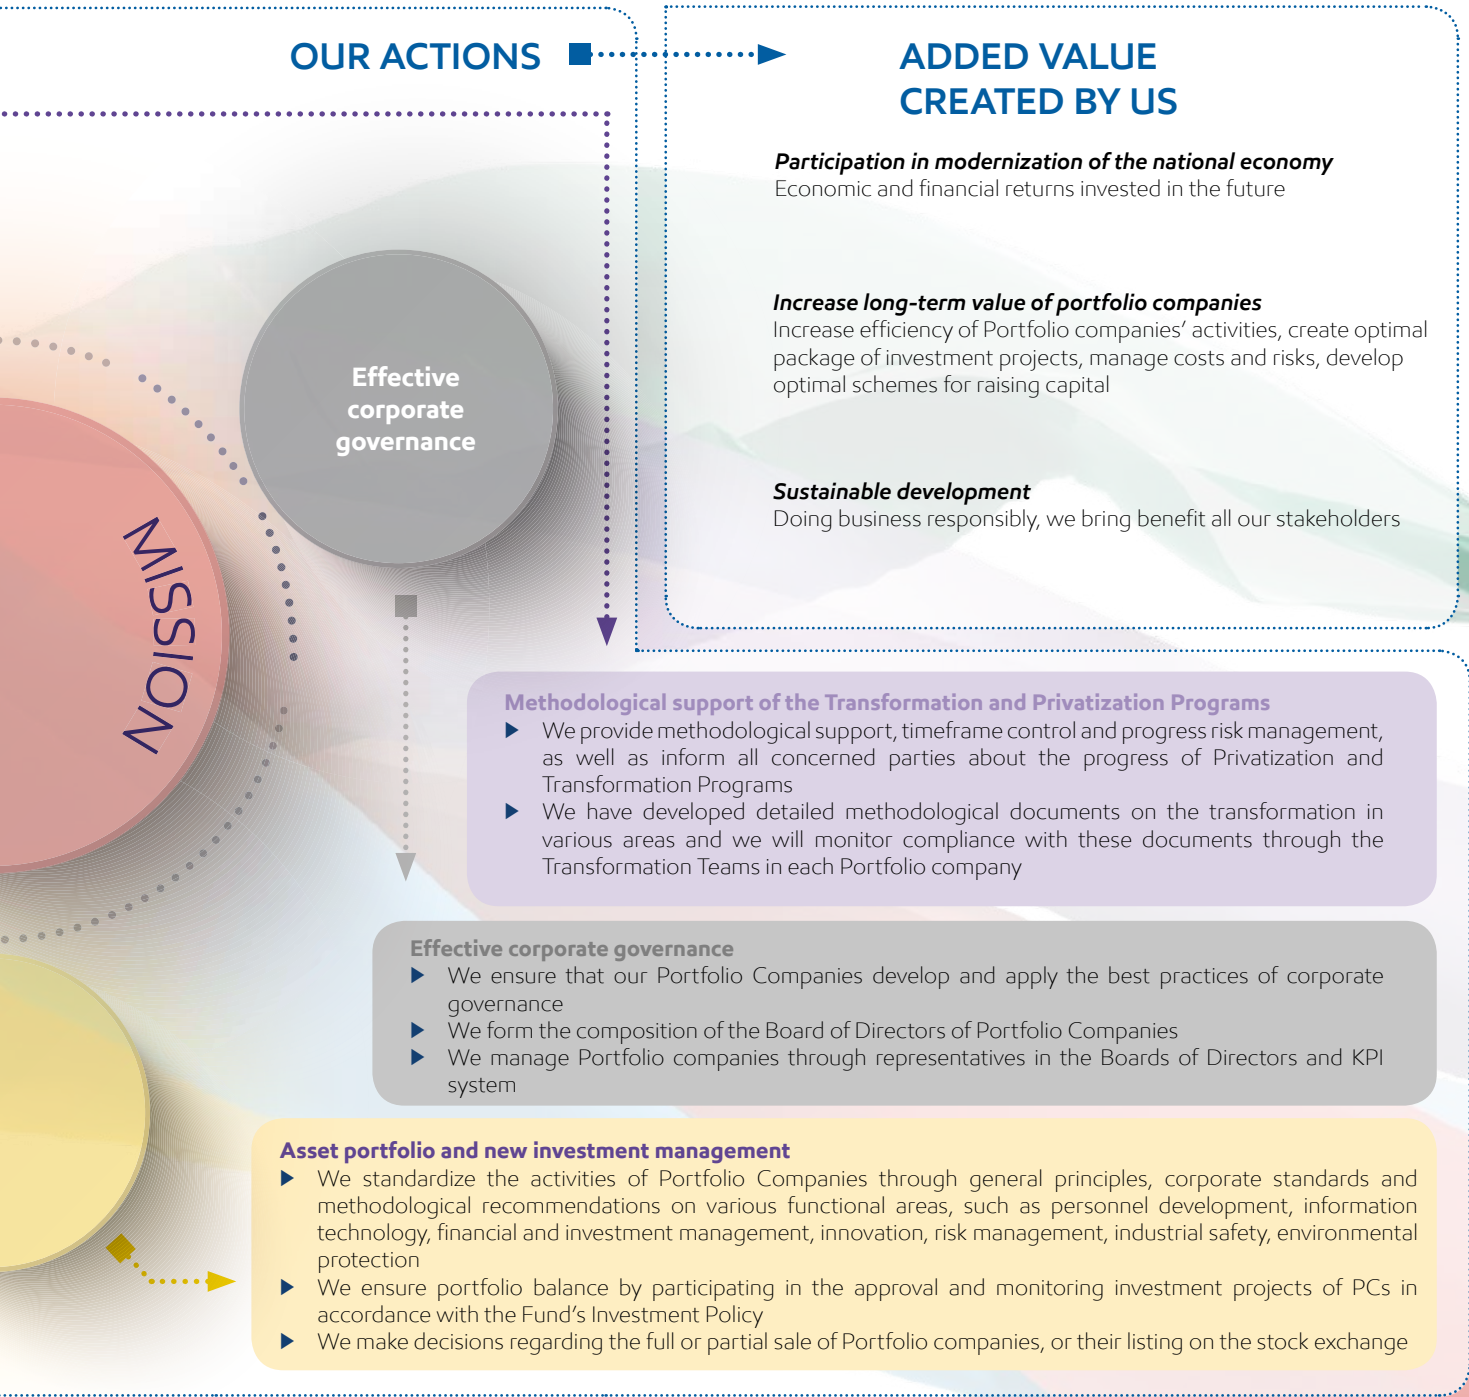 OUR ACTIONS
ADDED VALUE
CREATED BY US
Participation in modernization of the national economy
Economic and financial returns invested in the future
Increase long-term value of portfolio companies
Increase efficiency of Portfolio companies' activities, create optimal
package of investment projects, manage costs and risks, develop
optimal schemes for raising capital
Sustainable development
Doing business responsibly, we bring benefit all our stakeholders
Effective
corporate
governance
MISSION
Methodological support of the Transformation and Privatization Programs
▶ We provide methodological support, timeframe control and progress risk management,
as well as inform all concerned parties about the progress of Privatization and
Transformation Programs
▶ We have developed detailed methodological documents on the transformation in
various areas and we will monitor compliance with these documents through the
Transformation Teams in each Portfolio company
Effective corporate governance
▶ We ensure that our Portfolio Companies develop and apply the best practices of corporate
governance
▶ We form the composition of the Board of Directors of Portfolio Companies
▶ We manage Portfolio companies through representatives in the Boards of Directors and KPI
system
Asset portfolio and new investment management
▶ We standardize the activities of Portfolio Companies through general principles, corporate standards and
methodological recommendations on various functional areas, such as personnel development, information
technology, financial and investment management, innovation, risk management, industrial safety, environmental
protection
▶ We ensure portfolio balance by participating in the approval and monitoring investment projects of PCs in
accordance with the Fund's Investment Policy
▶ We make decisions regarding the full or partial sale of Portfolio companies, or their listing on the stock exchange